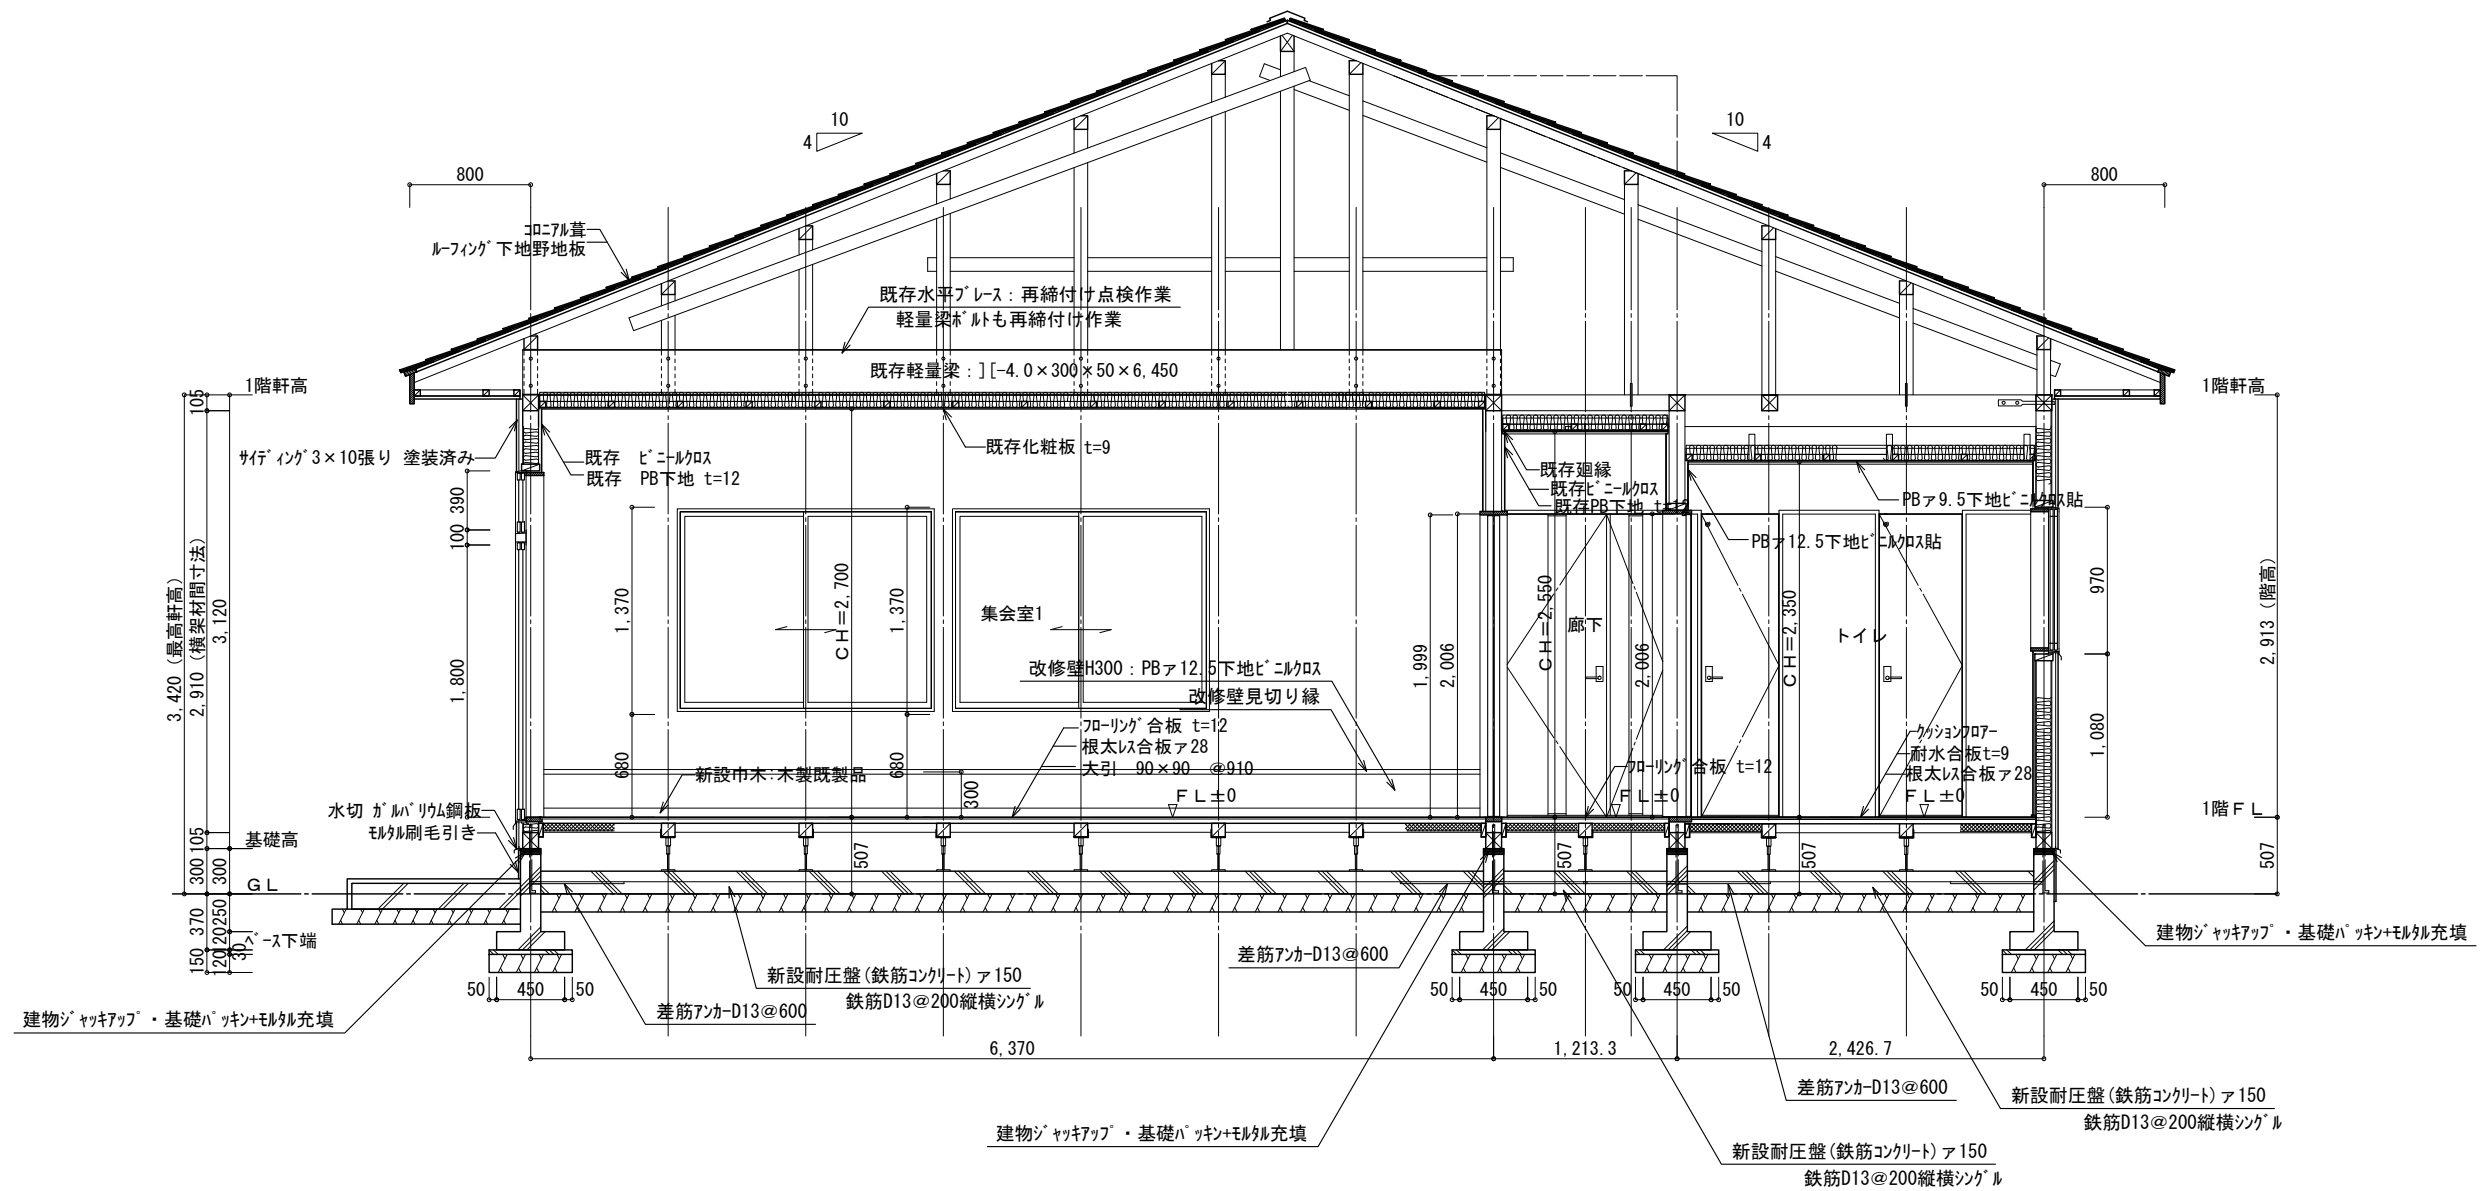 10
4
10
4
800
800
コロニアル葺
ルーフィング下地野地板
既存水平ブレース：再締付け点検作業
軽量梁ボルトも再締付け作業
既存軽量梁：][-4.0×300×50×6,450
1階軒高
1階軒高
105
サイディング3×10張り 塗装済み
既存 ビニールクロス
既存 PB下地 t=12
既存化粧板 t=9
既存廻縁
既存ビニールクロス
既存PB下地 t=12
PBア9.5下地ビニルクロス貼
PBア12.5下地ビニルクロス貼
390
100
1,800
3,420（最高軒高）
2,910（横架材間寸法）
3,120
1,370
680
CH=2,700
1,370
680
集会室1
1,999
2,006
CH=2,550
廊下
2,006
CH=2,350
トイレ
970
1,080
2,913（階高）
改修壁H300：PBア12.5下地ビニルクロス
改修壁見切り縁
フローリング合板 t=12
根太レス合板ア28
大引 90×90 @910
新設巾木:木製既製品
300
FL±0
フローリング合板 t=12
FL±0
クッションフロアー
耐水合板t=9
根太レス合板ア28
FL±0
1階FL
水切 ガルバリウム鋼板
モルタル刷毛引き
基礎高
105
300
300
GL
507
507
507
507
370
250
120
ベース下端
150
120
30
50
450
50
50
450
50
50
450
50
50
450
50
新設耐圧盤(鉄筋コンクリート)ア150
鉄筋D13@200縦横シングル
差筋アンカーD13@600
差筋アンカーD13@600
建物ジャッキアップ・基礎パッキン+モルタル充填
建物ジャッキアップ・基礎パッキン+モルタル充填
6,370
1,213.3
2,426.7
差筋アンカーD13@600
新設耐圧盤(鉄筋コンクリート)ア150
鉄筋D13@200縦横シングル
建物ジャッキアップ・基礎パッキン+モルタル充填
新設耐圧盤(鉄筋コンクリート)ア150
鉄筋D13@200縦横シングル